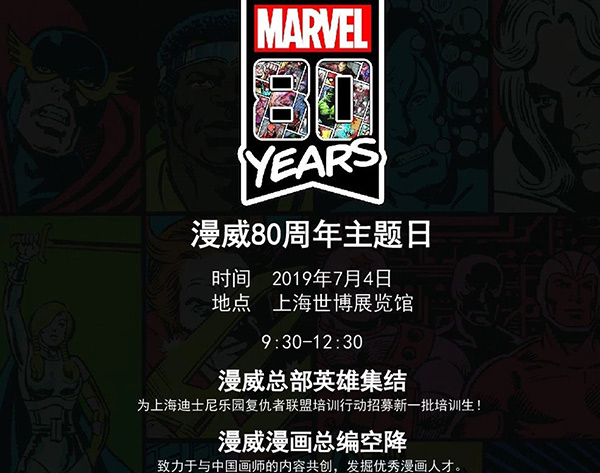 MARVEL
80
YEARS
漫威80周年主题日
时间 2019年7月4日
地点 上海世博展览馆
9:30-12:30
漫威总部英雄集结
为上海迪士尼乐园复仇者联盟培训行动招募新一批培训生!
漫威漫画总编空降
致力于与中国画师的内容共创，发掘优秀漫画人才。